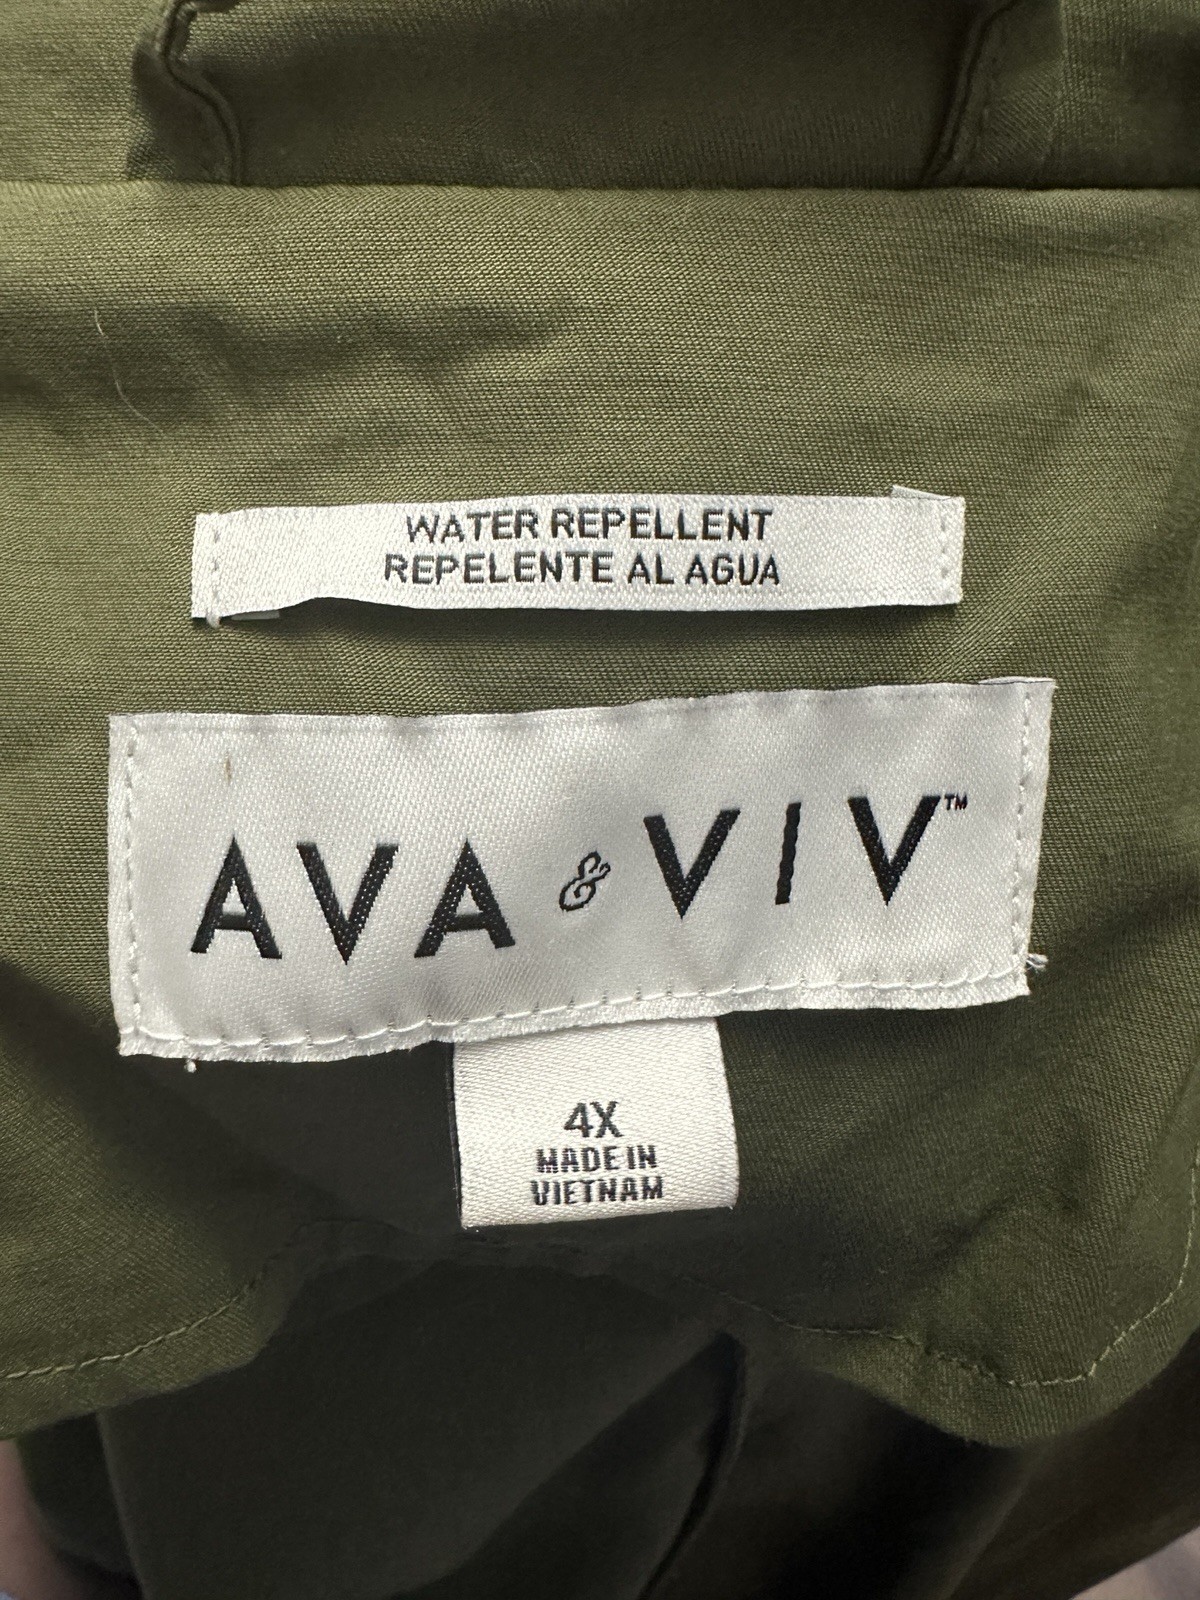 WATER REPELLENT
REPELENTE AL AGUA
AVA & VIV™
4X
MADE IN
VIETNAM